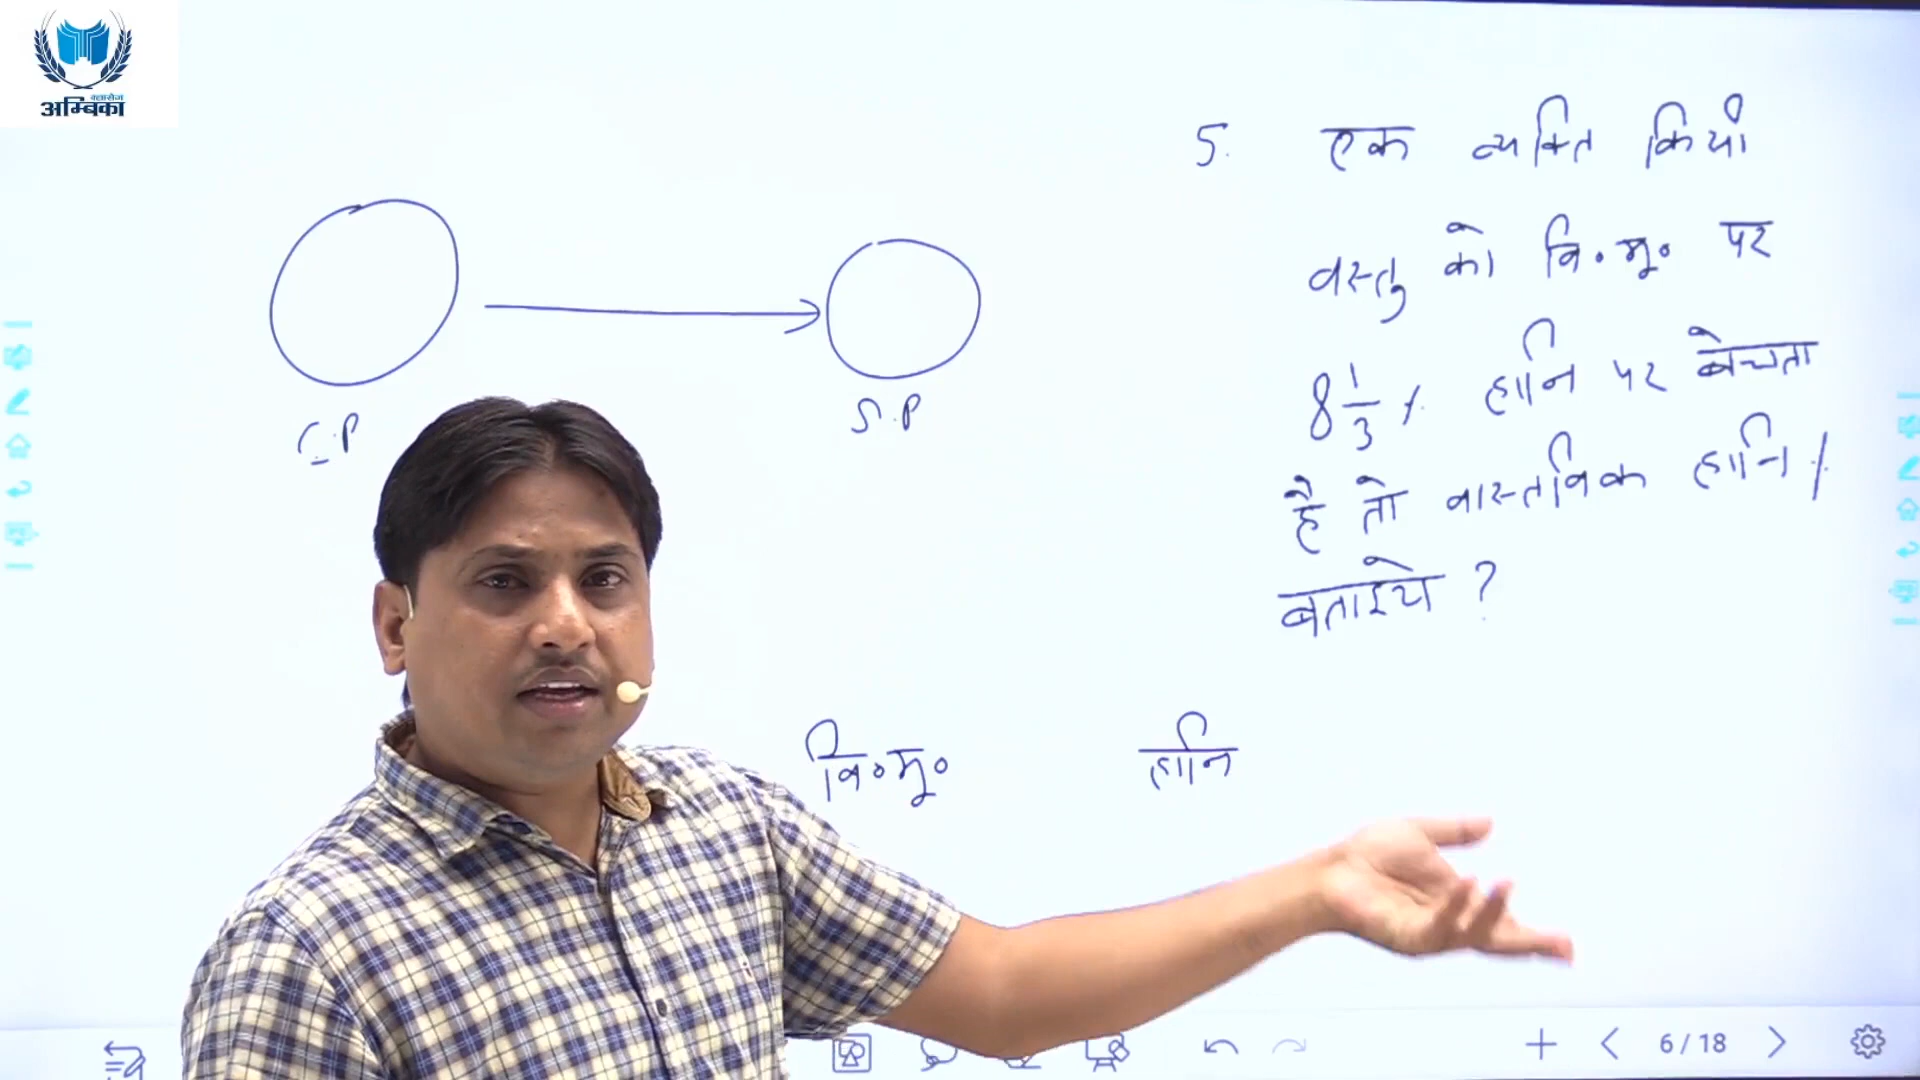 क्लासेज
अम्बिका
5. एक व्यक्ति किसी
वस्तु को वि॰मू॰ पर
8 1/3 % हानि पर बेचता
है तो वास्तविक हानि %
बताइये ?
C.P
S.P
वि॰मू॰ हानि
6/18